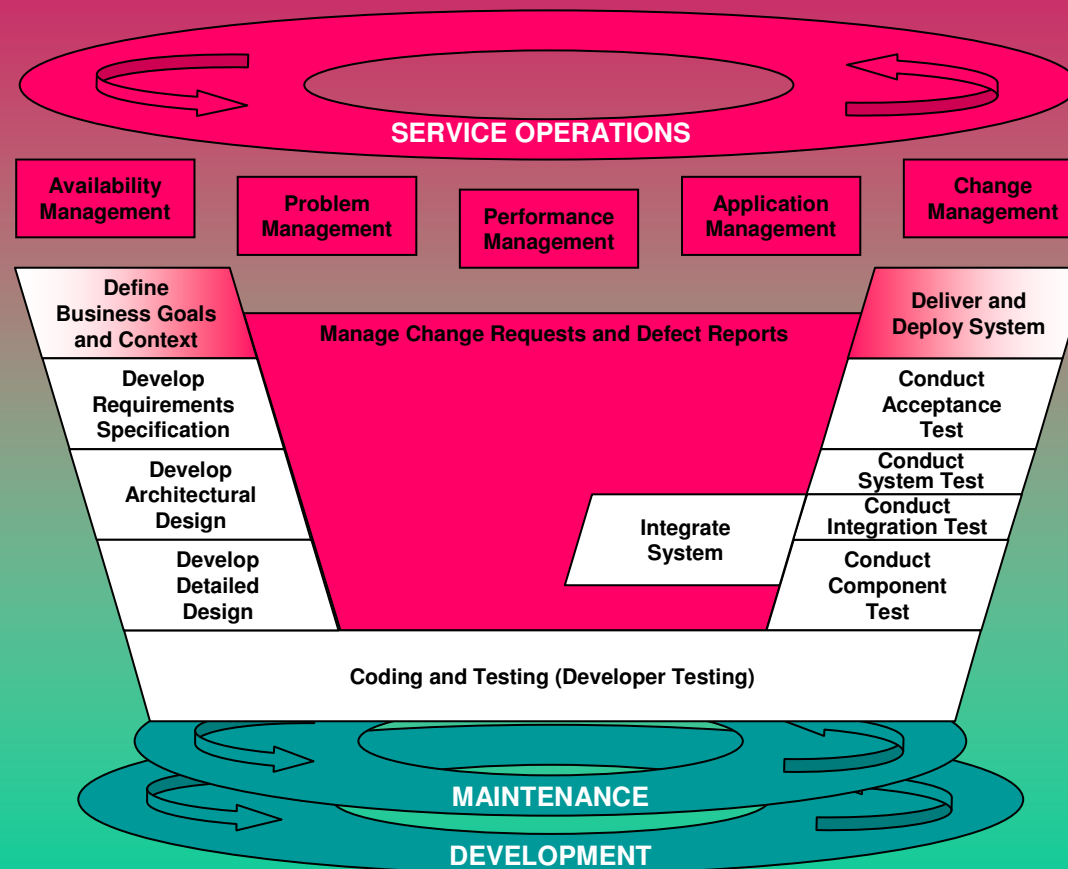 SERVICE OPERATIONS
Availability
Management
Problem
Management
Performance
Management
Application
Management
Change
Management
Define
Business Goals
and Context
Manage Change Requests and Defect Reports
Deliver and
Deploy System
Develop
Requirements
Specification
Conduct
Acceptance
Test
Develop
Architectural
Design
Conduct
System Test
Integrate
System
Conduct
Integration Test
Develop
Detailed
Design
Conduct
Component
Test
Coding and Testing (Developer Testing)
MAINTENANCE
DEVELOPMENT